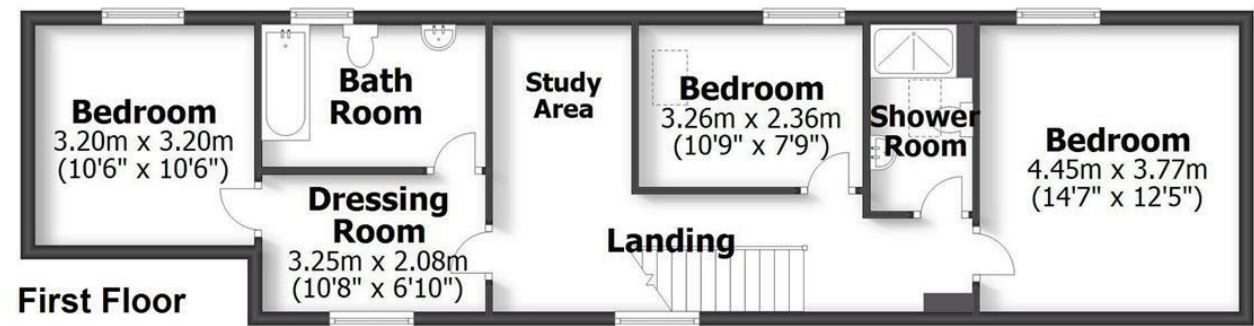 Bedroom
3.20m x 3.20m
(10'6" x 10'6")
Bath
Room
Study
Area
Bedroom
3.26m x 2.36m
(10'9" x 7'9")
Shower
Room
Bedroom
4.45m x 3.77m
(14'7" x 12'5")
Dressing
Room
3.25m x 2.08m
(10'8" x 6'10")
Landing
First Floor